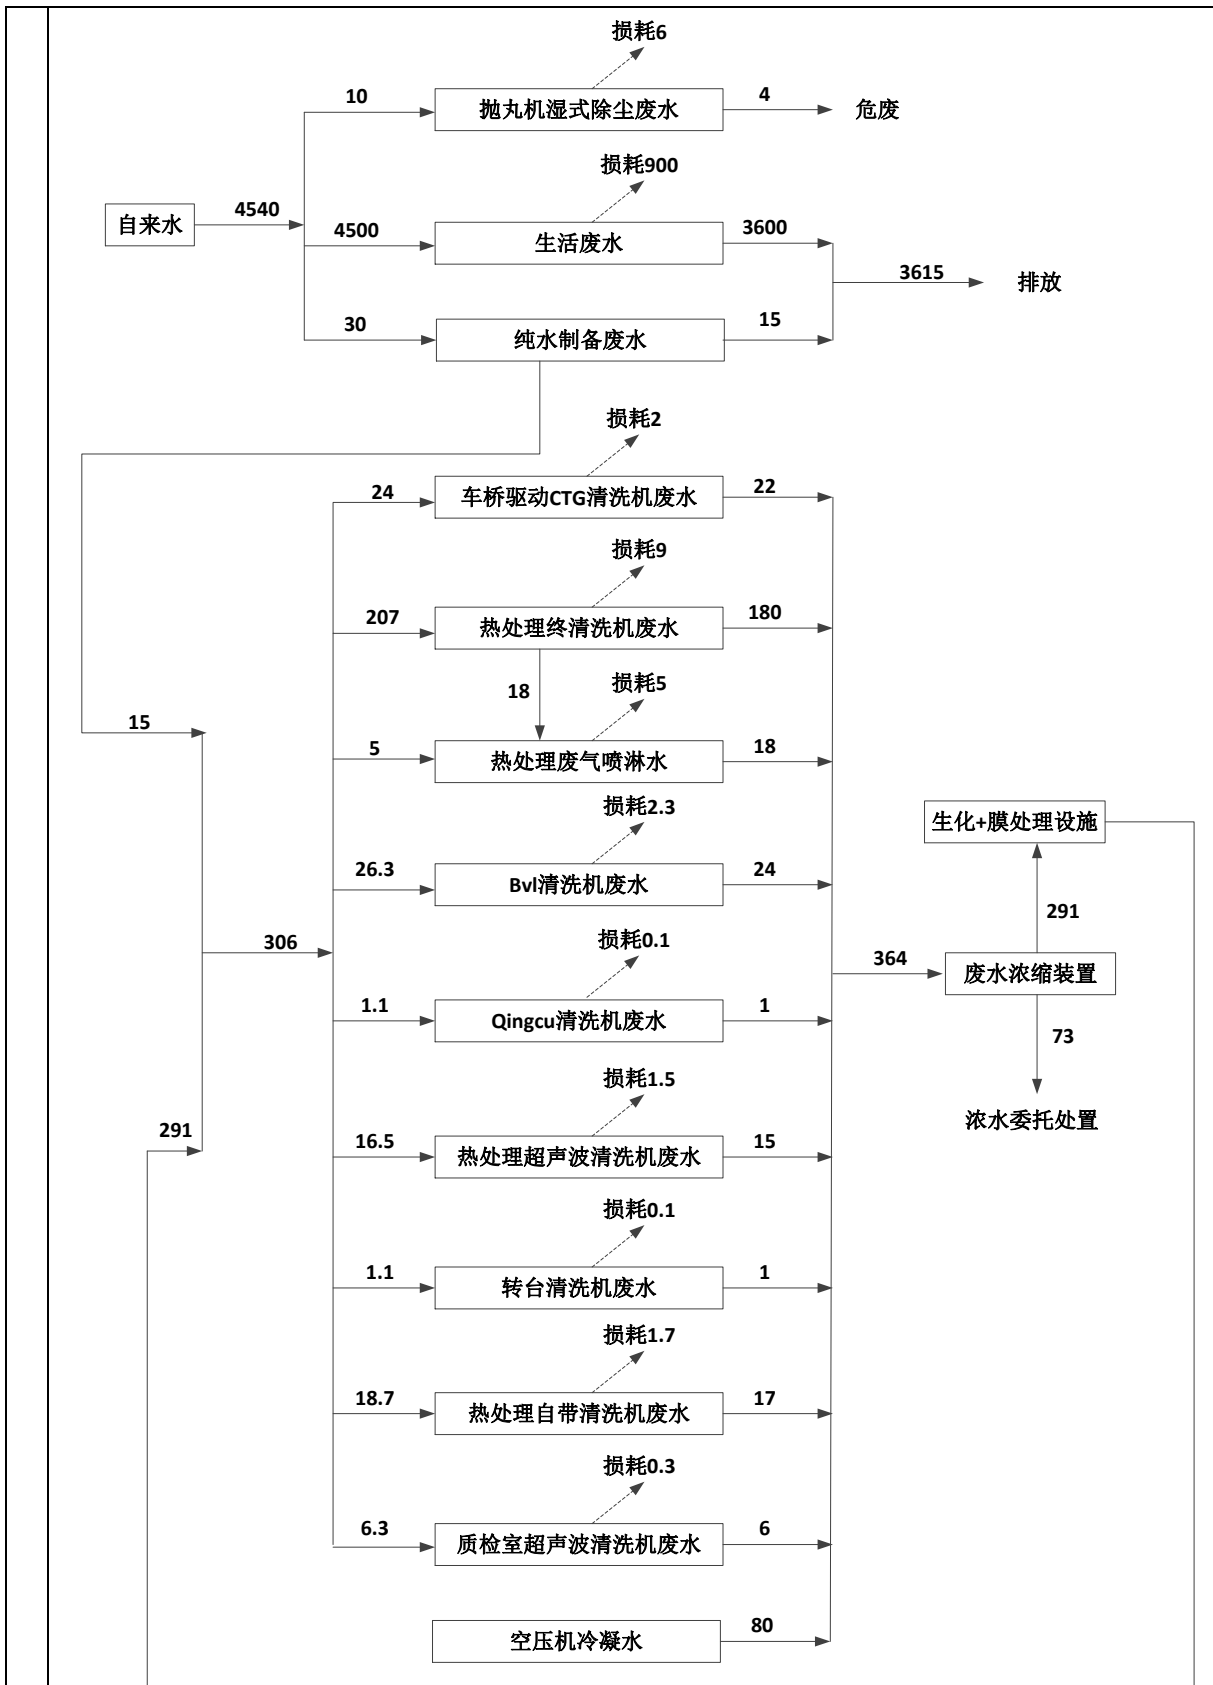 损耗6
10
抛丸机湿式除尘废水
4
危废
损耗900
自来水
4540
4500
生活废水
3600
3615
排放
30
纯水制备废水
15
损耗2
24
车桥驱动CTG清洗机废水
22
损耗9
207
热处理终清洗机废水
180
18
损耗5
15
5
热处理废气喷淋水
18
损耗2.3
生化+膜处理设施
26.3
Bvl清洗机废水
24
291
损耗0.1
306
364
废水浓缩装置
1.1
Qingcu清洗机废水
1
73
损耗1.5
浓水委托处置
291
16.5
热处理超声波清洗机废水
15
损耗0.1
1.1
转台清洗机废水
1
损耗1.7
18.7
热处理自带清洗机废水
17
损耗0.3
6.3
质检室超声波清洗机废水
6
空压机冷凝水
80